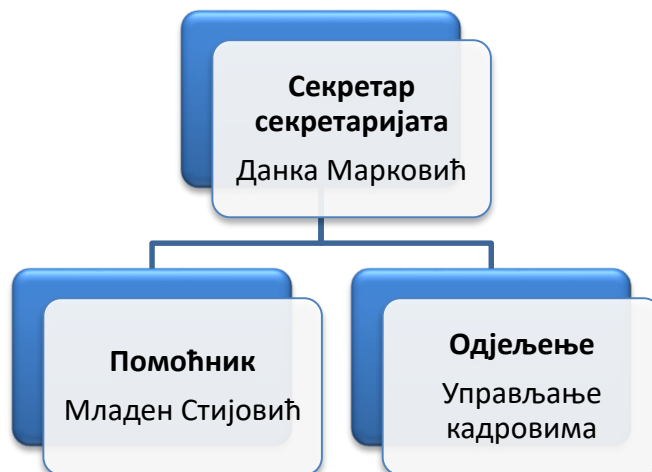 Секретар
секретаријата
Данка Марковић
Помоћник
Младен Стијовић
Одјељење
Управљање
кадровима